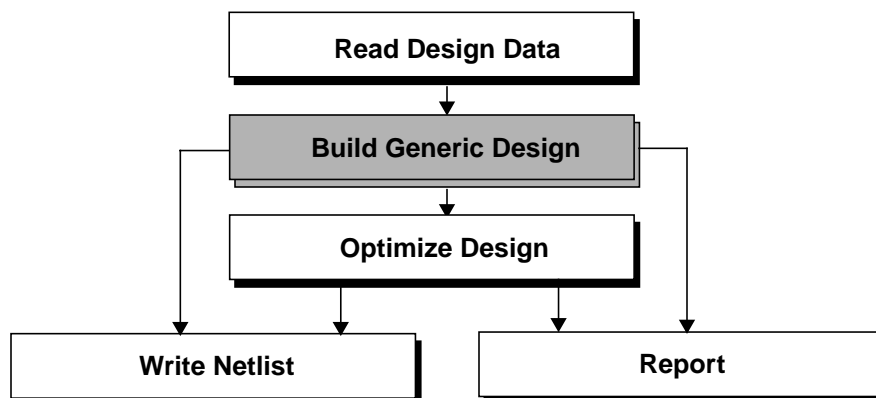 Read Design Data
Build Generic Design
Optimize Design
Write Netlist
Report